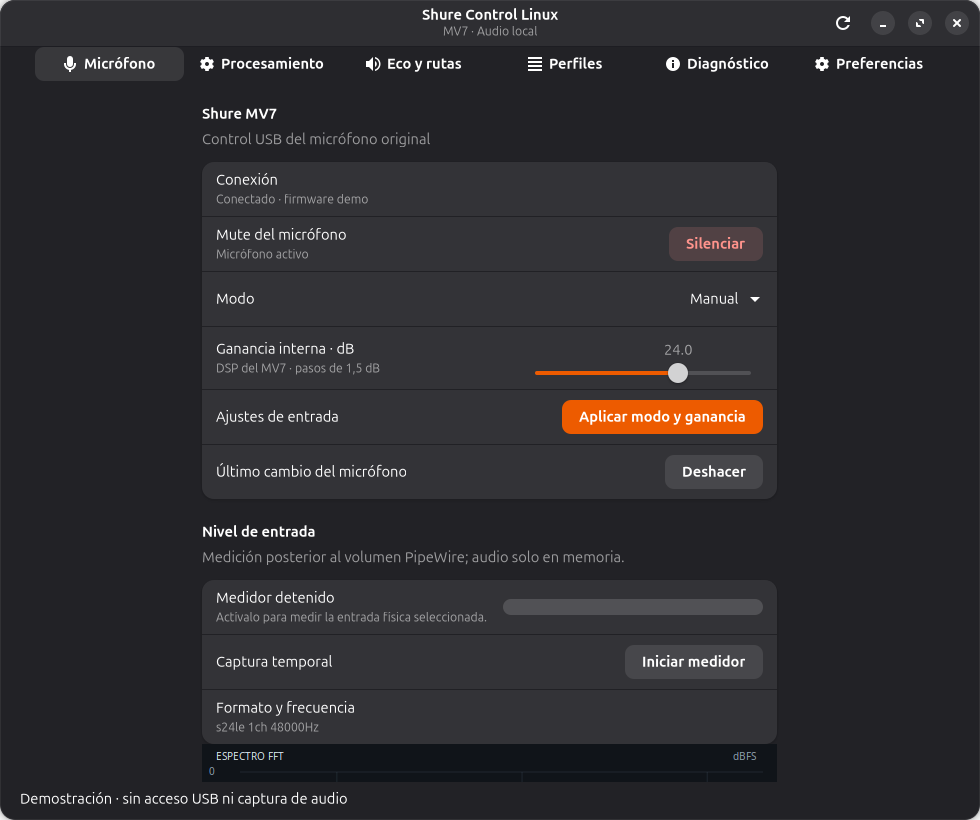 Shure Control Linux
MV7 · Audio local
Micrófono
Procesamiento
Eco y rutas
Perfiles
Diagnóstico
Preferencias
Shure MV7
Control USB del micrófono original
Conexión
Conectado · firmware demo
Mute del micrófono
Micrófono activo
Silenciar
Modo
Manual
Ganancia interna · dB
DSP del MV7 · pasos de 1,5 dB
24.0
Ajustes de entrada
Aplicar modo y ganancia
Último cambio del micrófono
Deshacer
Nivel de entrada
Medición posterior al volumen PipeWire; audio solo en memoria.
Medidor detenido
Activalo para medir la entrada física seleccionada.
Captura temporal
Iniciar medidor
Formato y frecuencia
s24le 1ch 48000Hz
ESPECTRO FFT
dBFS
0
Demostración · sin acceso USB ni captura de audio